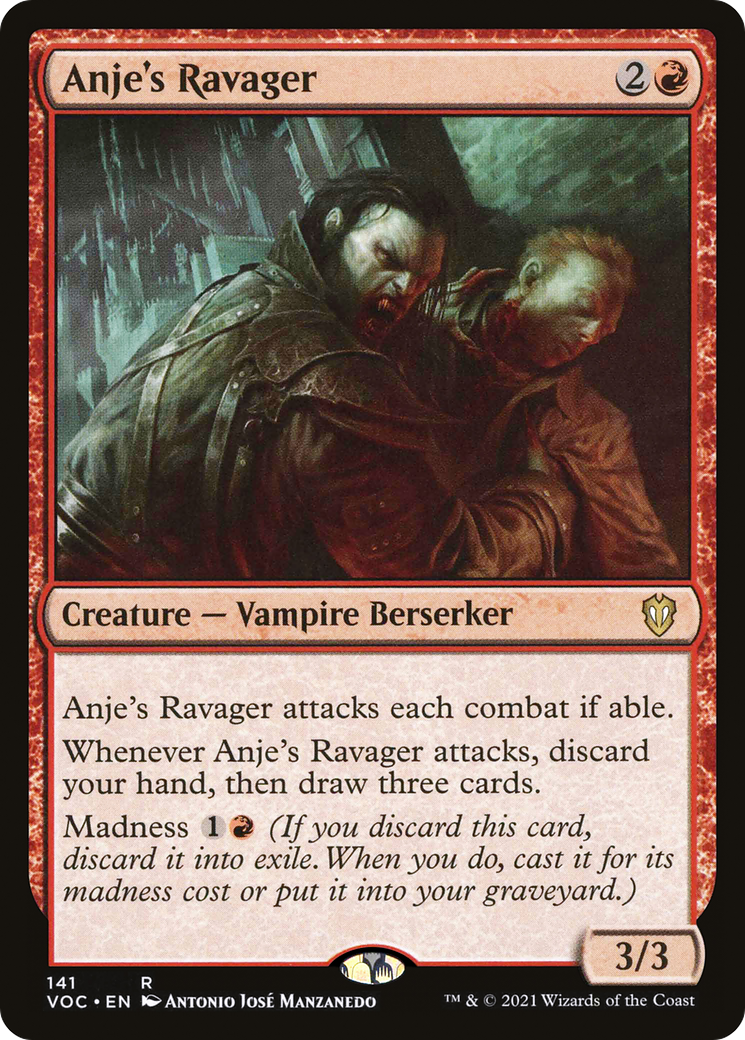 Anje's Ravager 2
Creature — Vampire Berserker
Anje's Ravager attacks each combat if able.
Whenever Anje's Ravager attacks, discard
your hand, then draw three cards.
Madness 1 (If you discard this card,
discard it into exile. When you do, cast it for its
madness cost or put it into your graveyard.)
3/3
141 R
VOC • EN Antonio José Manzanedo ™ & © 2021 Wizards of the Coast